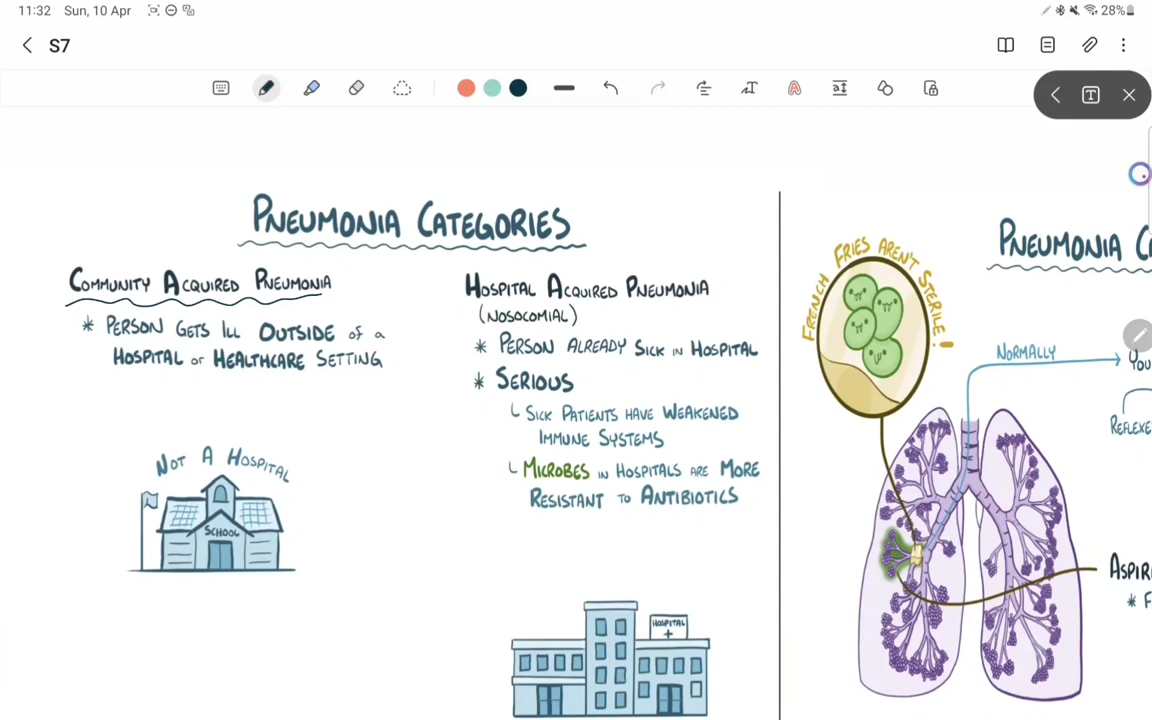 11:32 Sun, 10 Apr
28%
S7
PNEUMONIA CATEGORIES
COMMUNITY ACQUIRED PNEUMONIA
* PERSON GETS ILL OUTSIDE of a
HOSPITAL or HEALTHCARE SETTING
NOT A HOSPITAL
SCHOOL
HOSPITAL ACQUIRED PNEUMONIA
(NOSOCOMIAL)
* PERSON ALREADY SICK IN HOSPITAL
* SERIOUS
SICK PATIENTS HAVE WEAKENED
IMMUNE SYSTEMS
MICROBES IN HOSPITALS ARE MORE
RESISTANT TO ANTIBIOTICS
HOSPITAL
+
PNEUMONIA C
FRENCH FRIES AREN'T STERILE!
NORMALLY
YOU
REFLEXE
ASPIR
* F